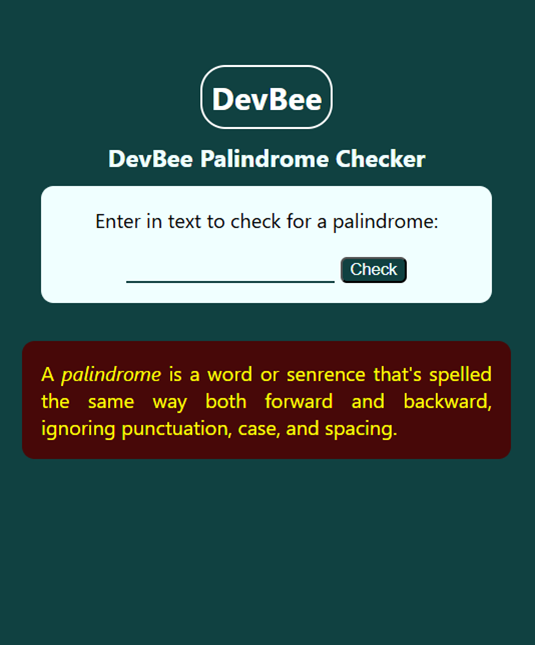 DevBee
DevBee Palindrome Checker
Enter in text to check for a palindrome:
Check
A palindrome is a word or senrence that's spelled
the same way both forward and backward,
ignoring punctuation, case, and spacing.